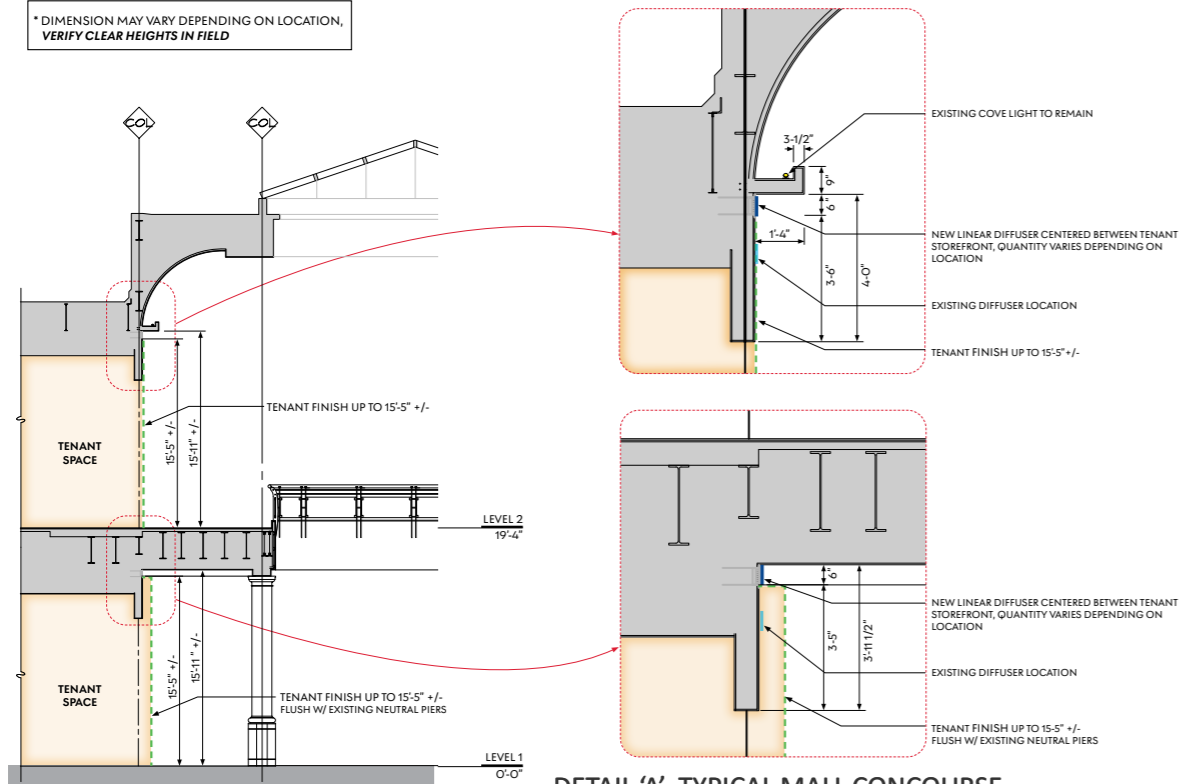 * DIMENSION MAY VARY DEPENDING ON LOCATION,
VERIFY CLEAR HEIGHTS IN FIELD
COL
COL
TENANT FINISH UP TO 15'-5" +/-
15'-5" +/-
15'-11" +/-
TENANT
SPACE
LEVEL 2
19'-4"
15'-5" +/-
15'-11" +/-
TENANT
SPACE
TENANT FINISH UP TO 15'-5" +/-
FLUSH W/ EXISTING NEUTRAL PIERS
LEVEL 1
0'-0"
EXISTING COVE LIGHT TO REMAIN
3-1/2"
9"
6"
1'-4"
3'-6"
4'-0"
NEW LINEAR DIFFUSER CENTERED BETWEEN TENANT
STOREFRONT, QUANTITY VARIES DEPENDING ON
LOCATION
EXISTING DIFFUSER LOCATION
TENANT FINISH UP TO 15'-5"+/-
6"
3'-5"
3'-11 1/2"
NEW LINEAR DIFFUSER CENTERED BETWEEN TENANT
STOREFRONT, QUANTITY VARIES DEPENDING ON
LOCATION
EXISTING DIFFUSER LOCATION
TENANT FINISH UP TO 15-5" +/-
FLUSH W/ EXISTING NEUTRAL PIERS
DETAIL 'A'- TYPICAL MALL CONCOURSE